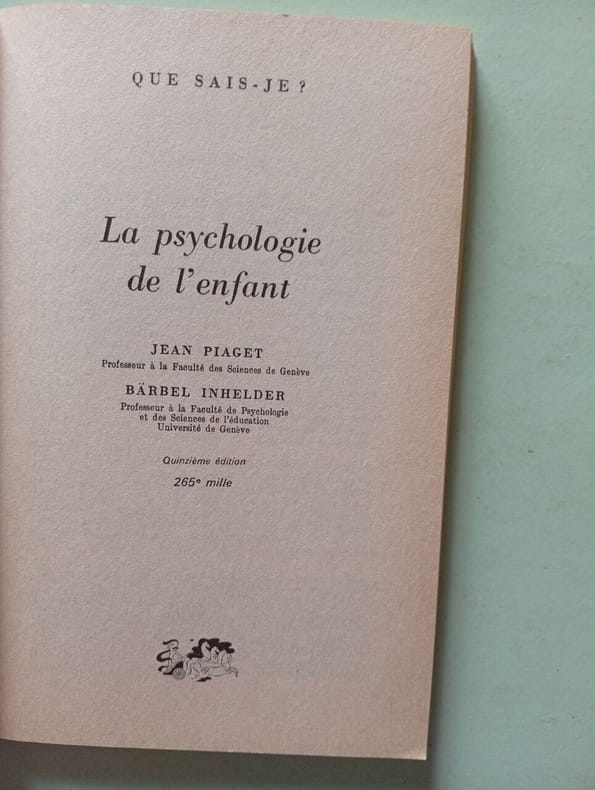 QUE SAIS-JE ?
La psychologie
de l'enfant
JEAN PIAGET
Professeur à la Faculté des Sciences de Genève
BÄRBEL INHELDER
Professeur à la Faculté de Psychologie
et des Sciences de l'éducation
Université de Genève
Quinzième édition
265e mille